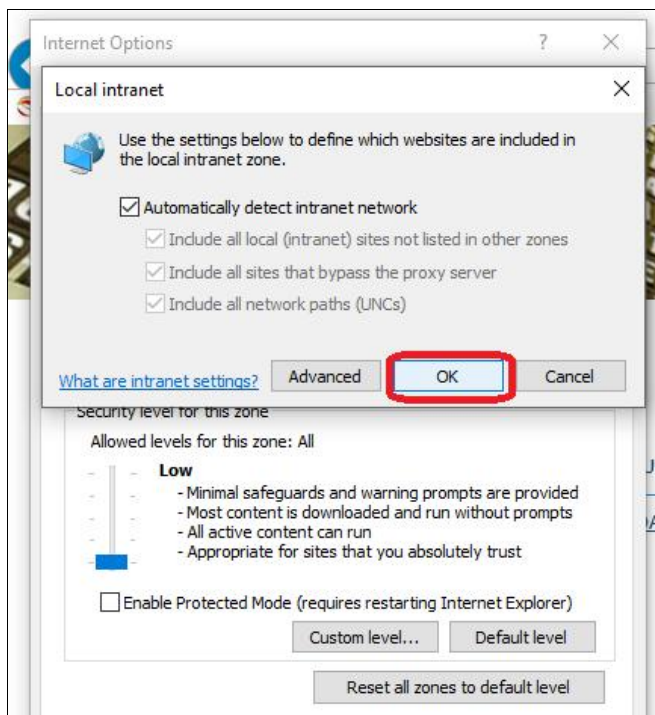 Internet Options
Local intranet
Use the settings below to define which websites are included in
the local intranet zone.
Automatically detect intranet network
Include all local (intranet) sites not listed in other zones
Include all sites that bypass the proxy server
Include all network paths (UNCs)
What are intranet settings?
Advanced
OK
Cancel
Security level for this zone
Allowed levels for this zone: All
Low
- Minimal safeguards and warning prompts are provided
- Most content is downloaded and run without prompts
- All active content can run
- Appropriate for sites that you absolutely trust
Enable Protected Mode (requires restarting Internet Explorer)
Custom level...
Default level
Reset all zones to default level